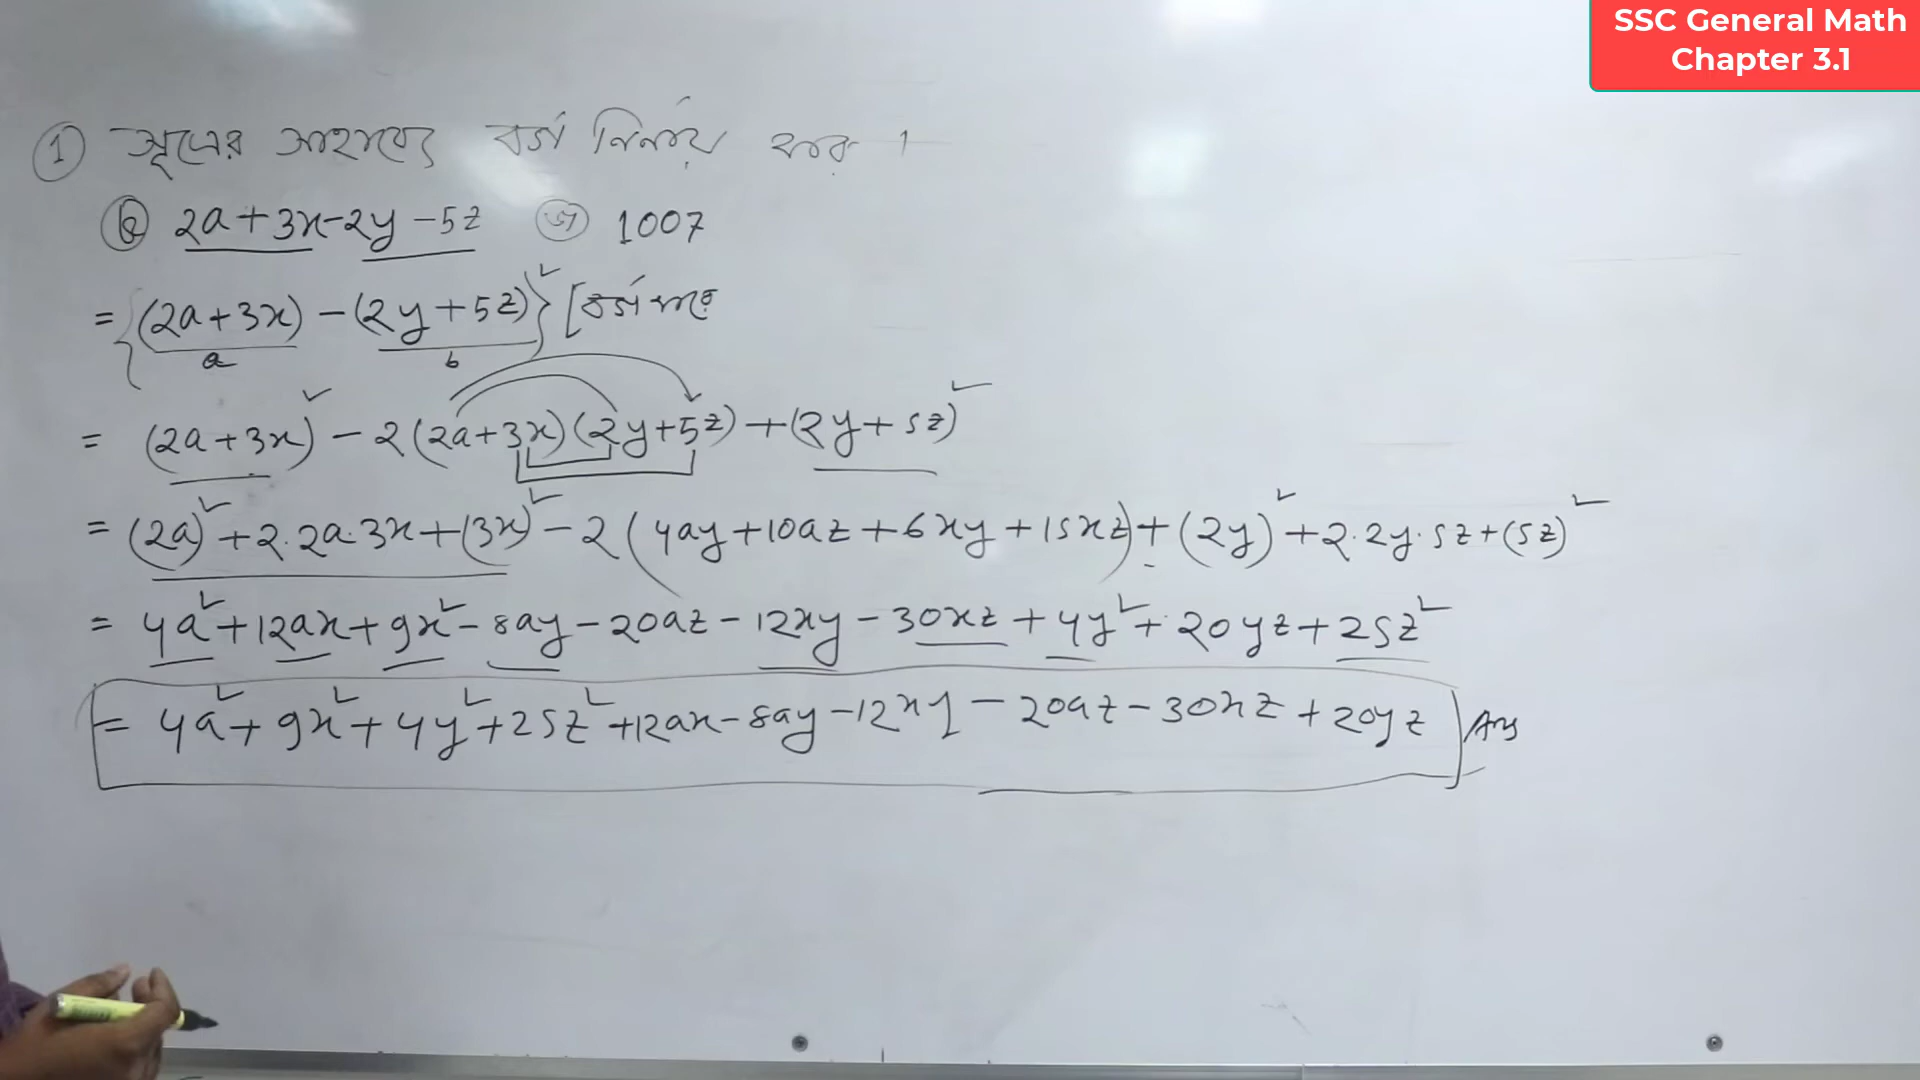 SSC General Math
Chapter 3.1
① সূত্রের সাহায্যে বর্গ নির্নয় কর ।
2a+3x-2y-5z 1007
= {(2a+3x) - (2y+5z)}² [বর্গ করে
a b
= (2a+3x)² - 2(2a+3x)(2y+5z) + (2y+5z)²
= (2a)² + 2.2a.3x + (3x)² - 2(4ay+10az+6xy+15xz) + (2y)² + 2.2y.5z + (5z)²
= 4a² + 12ax + 9x² - 8ay - 20az - 12xy - 30xz + 4y² + 20yz + 25z²
= 4a² + 9x² + 4y² + 25z² + 12ax - 8ay - 12xy - 20az - 30xz + 20yz Ans